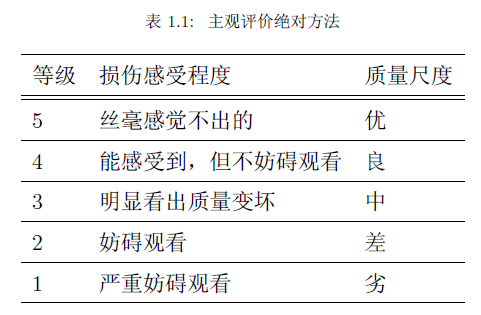 表 1.1: 主观评价绝对方法
等级 损伤感受程度 质量尺度
5 丝毫感觉不出的 优
4 能感受到，但不妨碍观看 良
3 明显看出质量变坏 中
2 妨碍观看 差
1 严重妨碍观看 劣